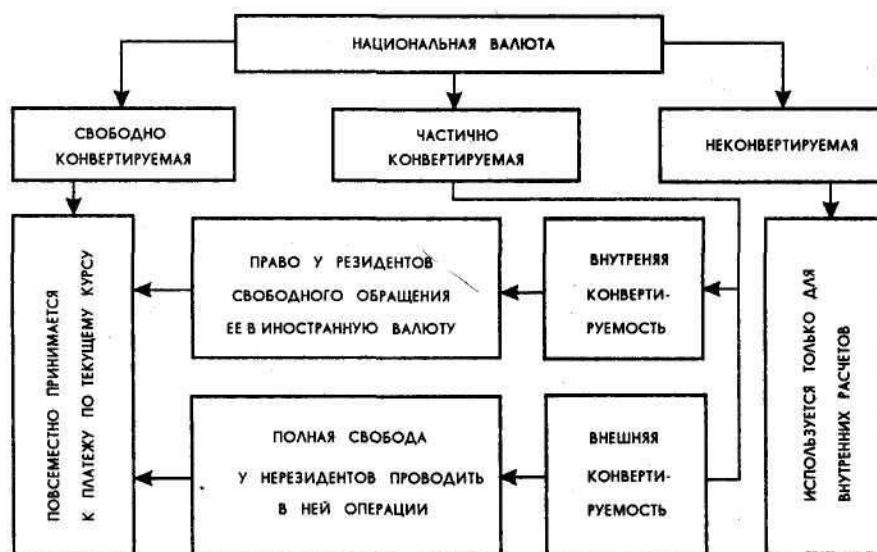 НАЦИОНАЛЬНАЯ ВАЛЮТА
СВОБОДНО
КОНВЕРТИРУЕМАЯ
ЧАСТИЧНО
КОНВЕРТИРУЕМАЯ
НЕКОНВЕРТИРУЕМАЯ
ПОВСЕМЕСТНО ПРИНИМАЕТСЯ
К ПЛАТЕЖУ ПО ТЕКУЩЕМУ КУРСУ
ПРАВО У РЕЗИДЕНТОВ
СВОБОДНОГО ОБРАЩЕНИЯ
ЕЕ В ИНОСТРАННУЮ ВАЛЮТУ
ВНУТРЕНЯЯ
КОНВЕРТИ-
РУЕМОСТЬ
ИСПОЛЬЗУЕТСЯ ТОЛЬКО ДЛЯ
ВНУТРЕННИХ РАСЧЕТОВ
ПОЛНАЯ СВОБОДА
У НЕРЕЗИДЕНТОВ ПРОВОДИТЬ
В НЕЙ ОПЕРАЦИИ
ВНЕШНЯЯ
КОНВЕРТИ-
РУЕМОСТЬ